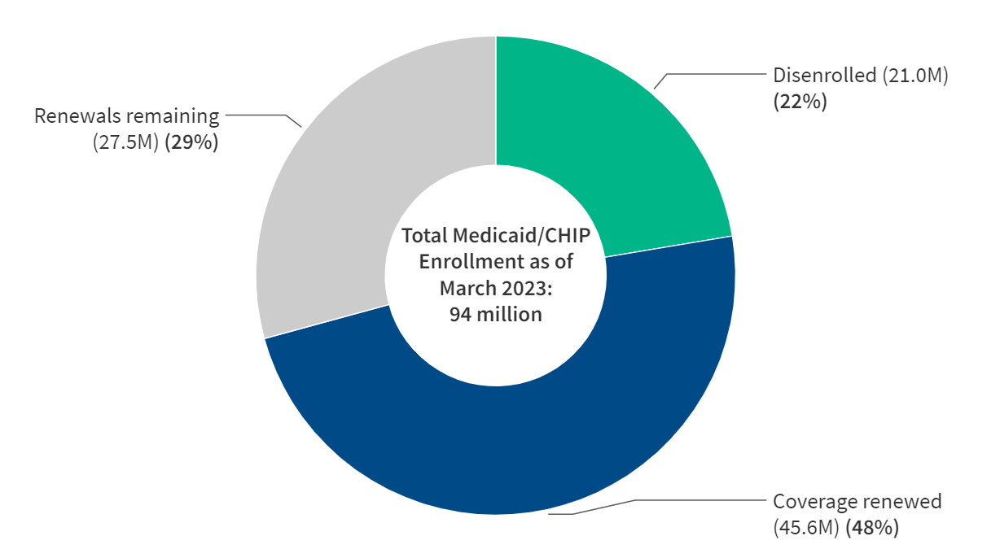 Disenrolled (21.0M)
(22%)
Renewals remaining
(27.5M) (29%)
Total Medicaid/CHIP
Enrollment as of
March 2023:
94 million
Coverage renewed
(45.6M) (48%)